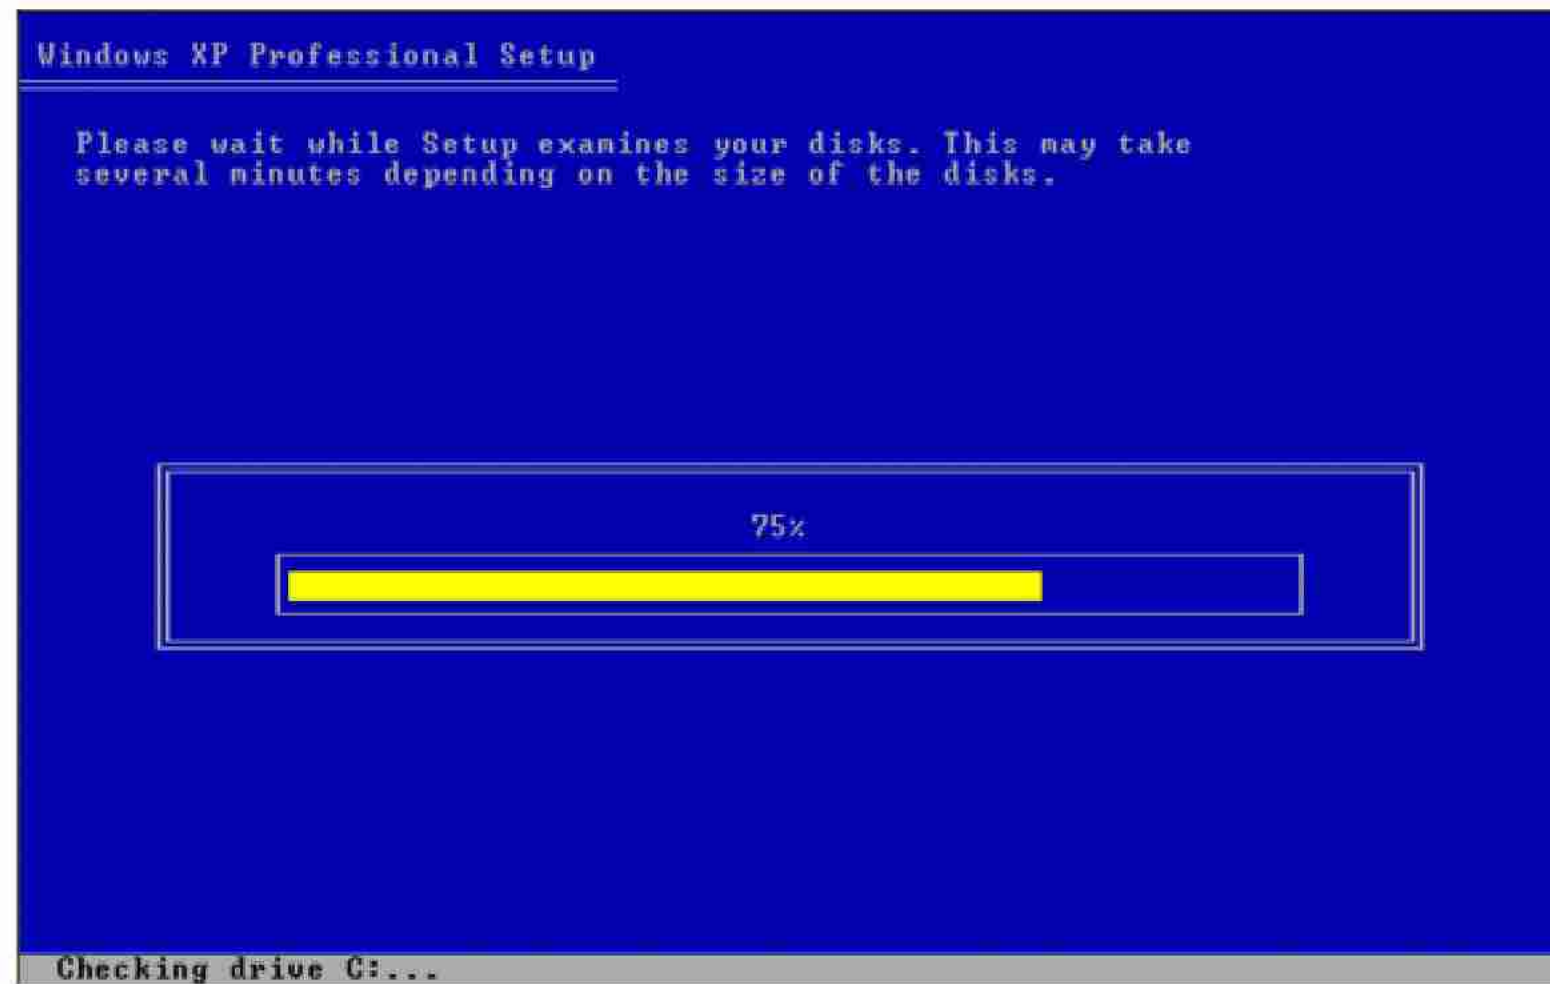 Windows XP Professional Setup
Please wait while Setup examines your disks. This may take
several minutes depending on the size of the disks.
75%
Checking drive C:...